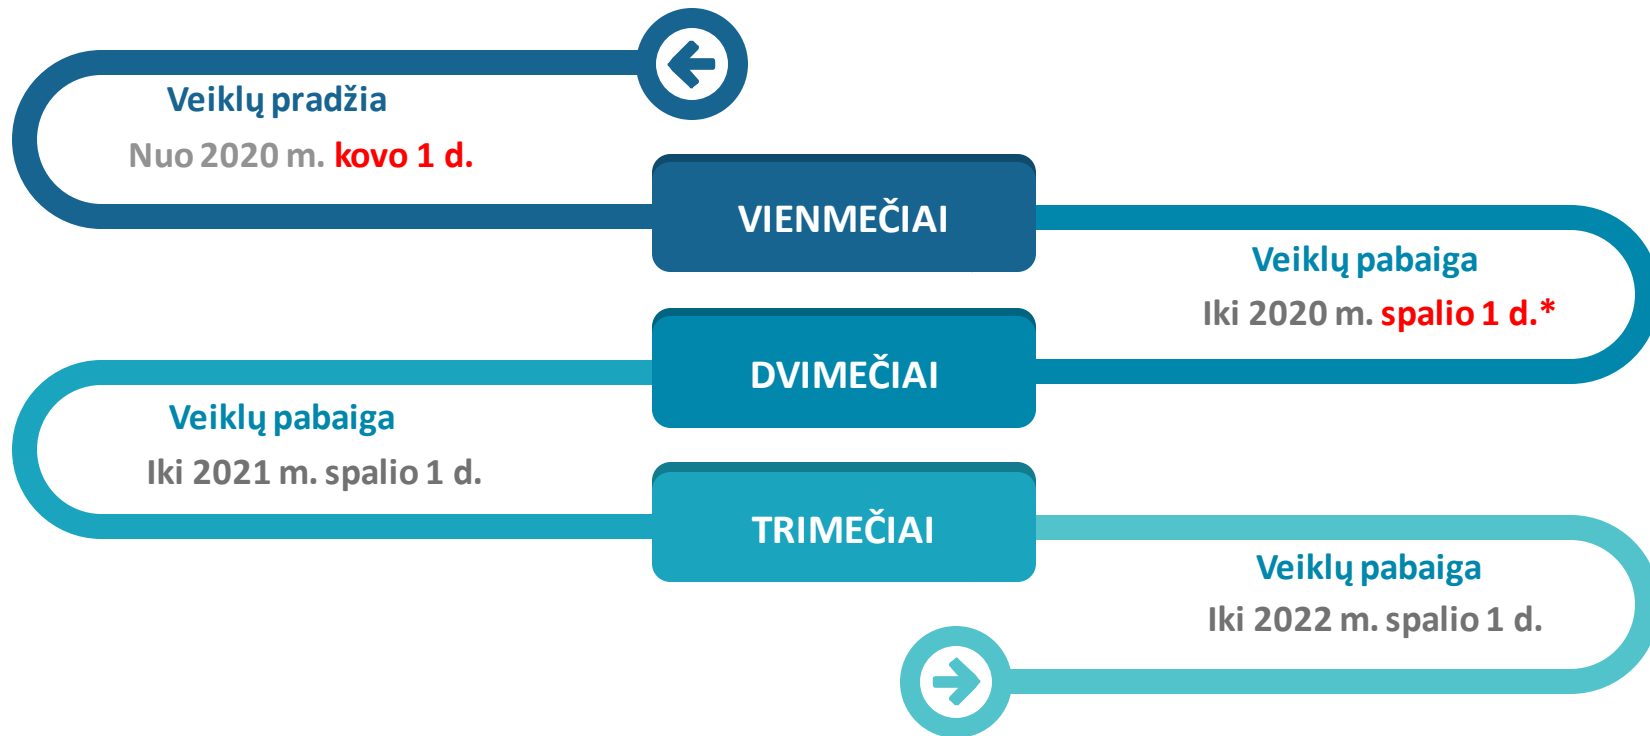 Veiklų pradžia
Nuo 2020 m. kovo 1 d.
VIENMEČIAI
Veiklų pabaiga
Iki 2020 m. spalio 1 d.*
DVIMEČIAI
Veiklų pabaiga
Iki 2021 m. spalio 1 d.
TRIMEČIAI
Veiklų pabaiga
Iki 2022 m. spalio 1 d.